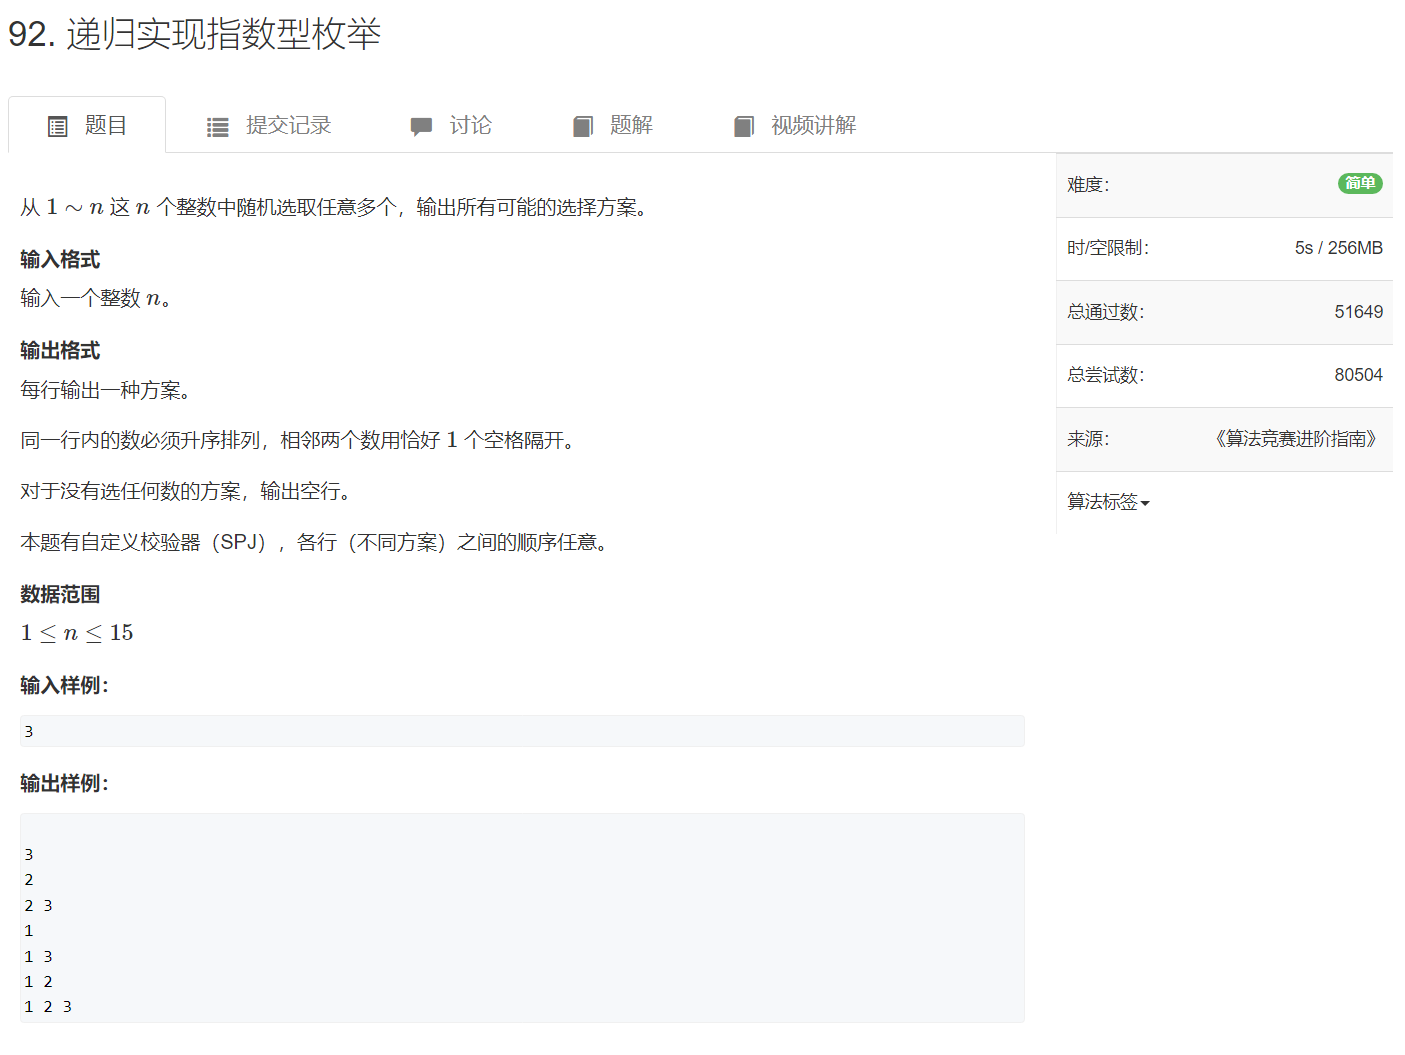 92. 递归实现指数型枚举
题目 提交记录 讨论 题解 视频讲解
从 1 ∼ n 这 n 个整数中随机选取任意多个，输出所有可能的选择方案。
输入格式
输入一个整数 n。
输出格式
每行输出一种方案。
同一行内的数必须升序排列，相邻两个数用恰好 1 个空格隔开。
对于没有选任何数的方案，输出空行。
本题有自定义校验器（SPJ），各行（不同方案）之间的顺序任意。
数据范围
1 ≤ n ≤ 15
输入样例：
3
输出样例：
3
2
2 3
1
1 3
1 2
1 2 3
难度： 简单
时/空限制： 5s / 256MB
总通过数： 51649
总尝试数： 80504
来源： 《算法竞赛进阶指南》
算法标签